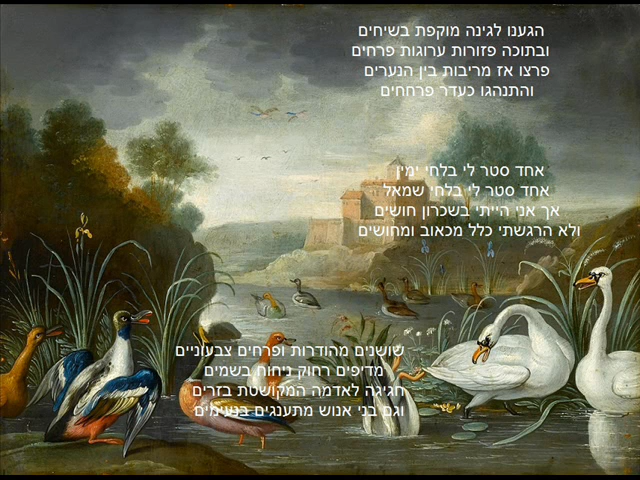 הגענו לגינה מוקפת בשיחים
ובתוכה פזורות ערוגות פרחים
פרצו אז מריבות בין הנערים
והתנהגו כעדר פרחחים
אחד סטר לי בלחי ימין
אחד סטר לי בלחי שמאל
אך אני הייתי בשכרון חושים
ולא הרגשתי כלל מכאוב ומחושים
שושנים מהודרות ופרחים צבעוניים
מדיפים רחוק ניחוח בשמים
חגיגה לאדמה המקושטת בזרים
וגם בני אנוש מתענגים בנעימים